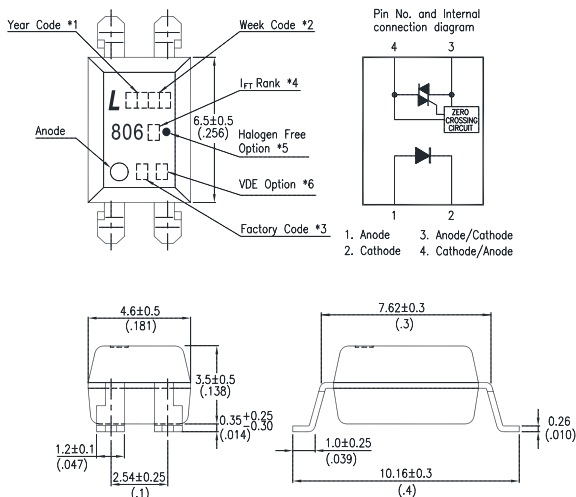 Year Code *1
Week Code *2
I_FT Rank *4
L
806
6.5±0.5
(.256)
Halogen Free
Option *5
Anode
VDE Option *6
Factory Code *3
Pin No. and Internal
connection diagram
4 3
ZERO
CROSSING
CIRCUIT
1 2
1. Anode 3. Anode/Cathode
2. Cathode 4. Cathode/Anode
4.6±0.5
(.181)
3.5±0.5
(.138)
0.35+0.25-0.30
(.014)
1.2±0.1
(.047)
2.54±0.25
(.1)
7.62±0.3
(.3)
0.26
(.010)
1.0±0.25
(.039)
10.16±0.3
(.4)